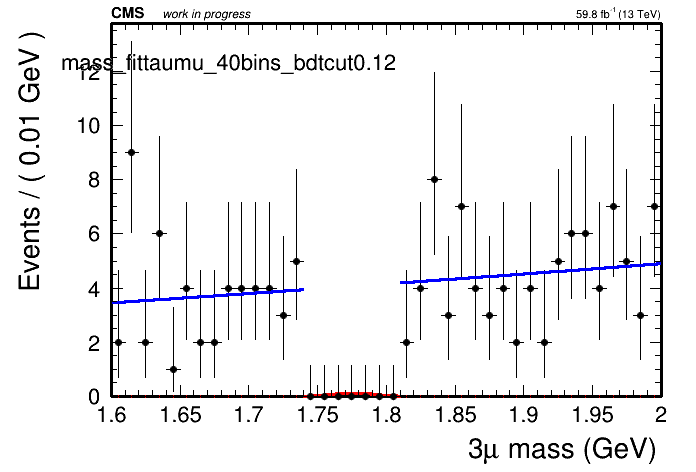 CMS work in progress 59.8 fb⁻¹ (13 TeV)
mass_fittaumu_40bins_bdtcut0.12
Events / ( 0.01 GeV )
12
10
8
6
4
2
0
1.6 1.65 1.7 1.75 1.8 1.85 1.9 1.95 2
3μ mass (GeV)